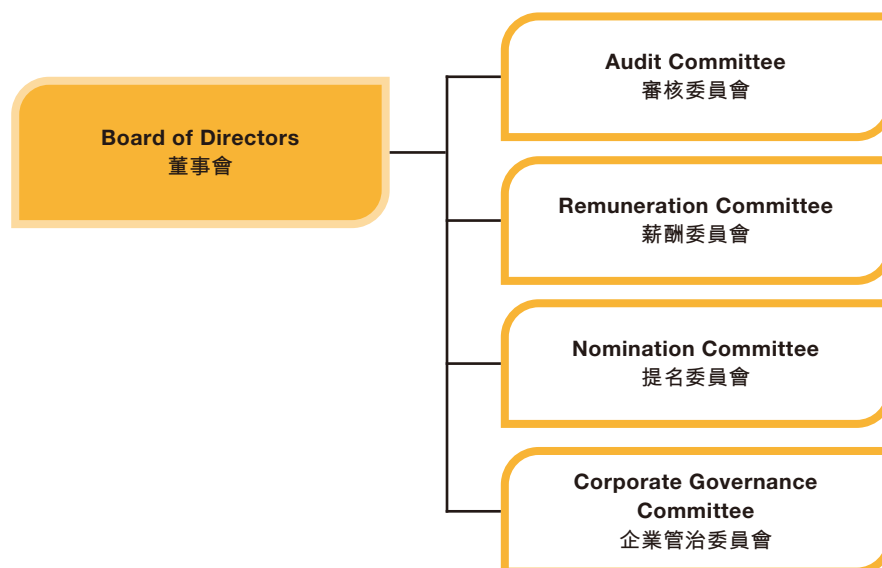 Board of Directors
董事會
Audit Committee
審核委員會
Remuneration Committee
薪酬委員會
Nomination Committee
提名委員會
Corporate Governance
Committee
企業管治委員會